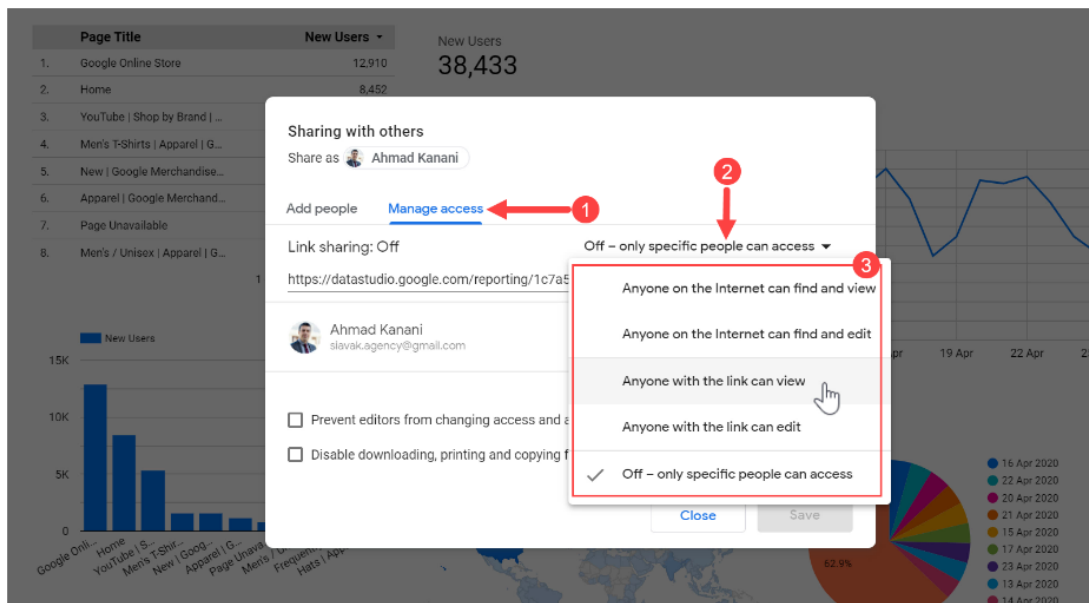 Page Title New Users
1. Google Online Store 12,910
2. Home 8,452
3. YouTube | Shop by Brand | ...
4. Men's T-Shirts | Apparel | G...
5. New | Google Merchandise...
6. Apparel | Google Merchand...
7. Page Unavailable
8. Men's / Unisex | Apparel | G...
1
New Users
38,433
Sharing with others
Share as Ahmad Kanani
2
Add people Manage access
1
Link sharing: Off
Off – only specific people can access
3
https://datastudio.google.com/reporting/1c7a5
Ahmad Kanani
siavak.agency@gmail.com
Anyone on the Internet can find and view
Anyone on the Internet can find and edit
Anyone with the link can view
Anyone with the link can edit
Off – only specific people can access
Prevent editors from changing access and a
Disable downloading, printing and copying f
Close Save
New Users
15K
10K
5K
0
Google Onli...
Home
YouTube | S...
Men's T-Shir...
New | Goog...
Apparel | G...
Page Unava...
Men's / U
Frequent
Hats | App
pr 19 Apr 22 Apr 2
62.9%
16 Apr 2020
22 Apr 2020
20 Apr 2020
21 Apr 2020
15 Apr 2020
17 Apr 2020
23 Apr 2020
13 Apr 2020
14 Apr 2020